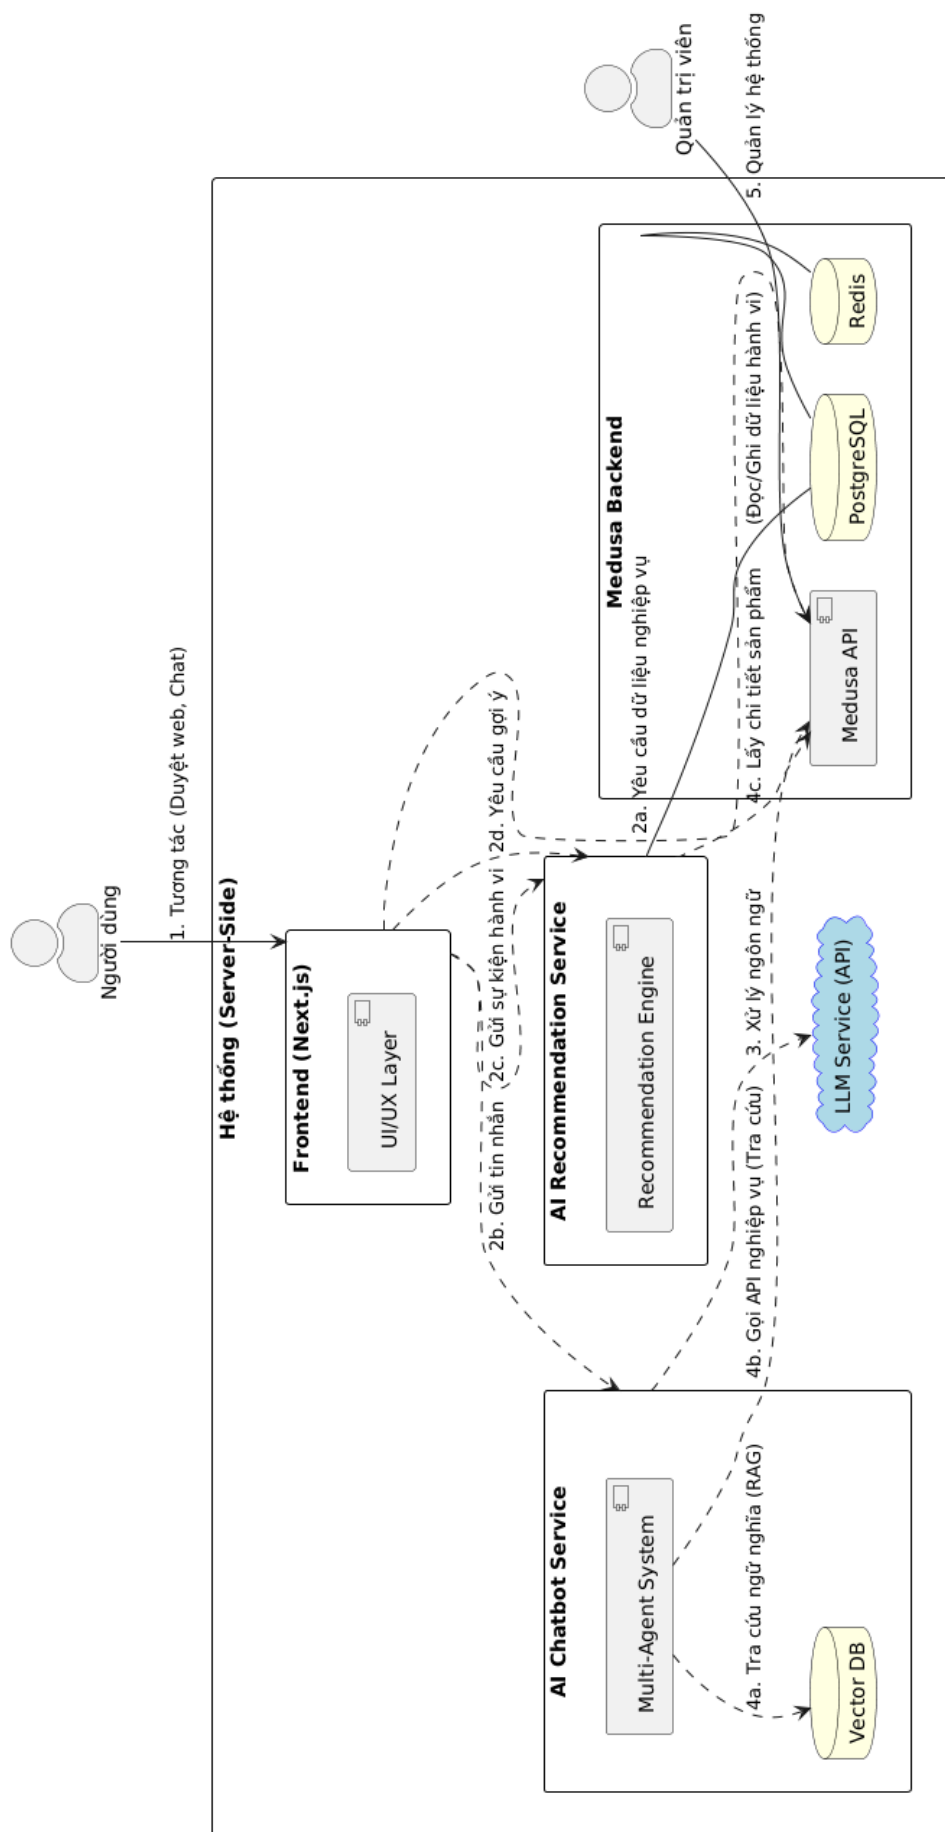 Người dùng
1. Tương tác (Duyệt web, Chat)
Hệ thống (Server-Side)
Frontend (Next.js)
UI/UX Layer
2b. Gửi tin nhắn
2c. Gửi sự kiện hành vi
2d. Yêu cầu gợi ý
2a. Yêu cầu dữ liệu nghiệp vụ
AI Chatbot Service
Multi-Agent System
4a. Tra cứu ngữ nghĩa (RAG)
Vector DB
AI Recommendation Service
Recommendation Engine
4b. Gọi API nghiệp vụ (Tra cứu)
3. Xử lý ngôn ngữ
LLM Service (API)
Medusa Backend
4c. Lấy chi tiết sản phẩm
(Đọc/Ghi dữ liệu hành vi)
Medusa API
PostgreSQL
Redis
Quản trị viên
5. Quản lý hệ thống